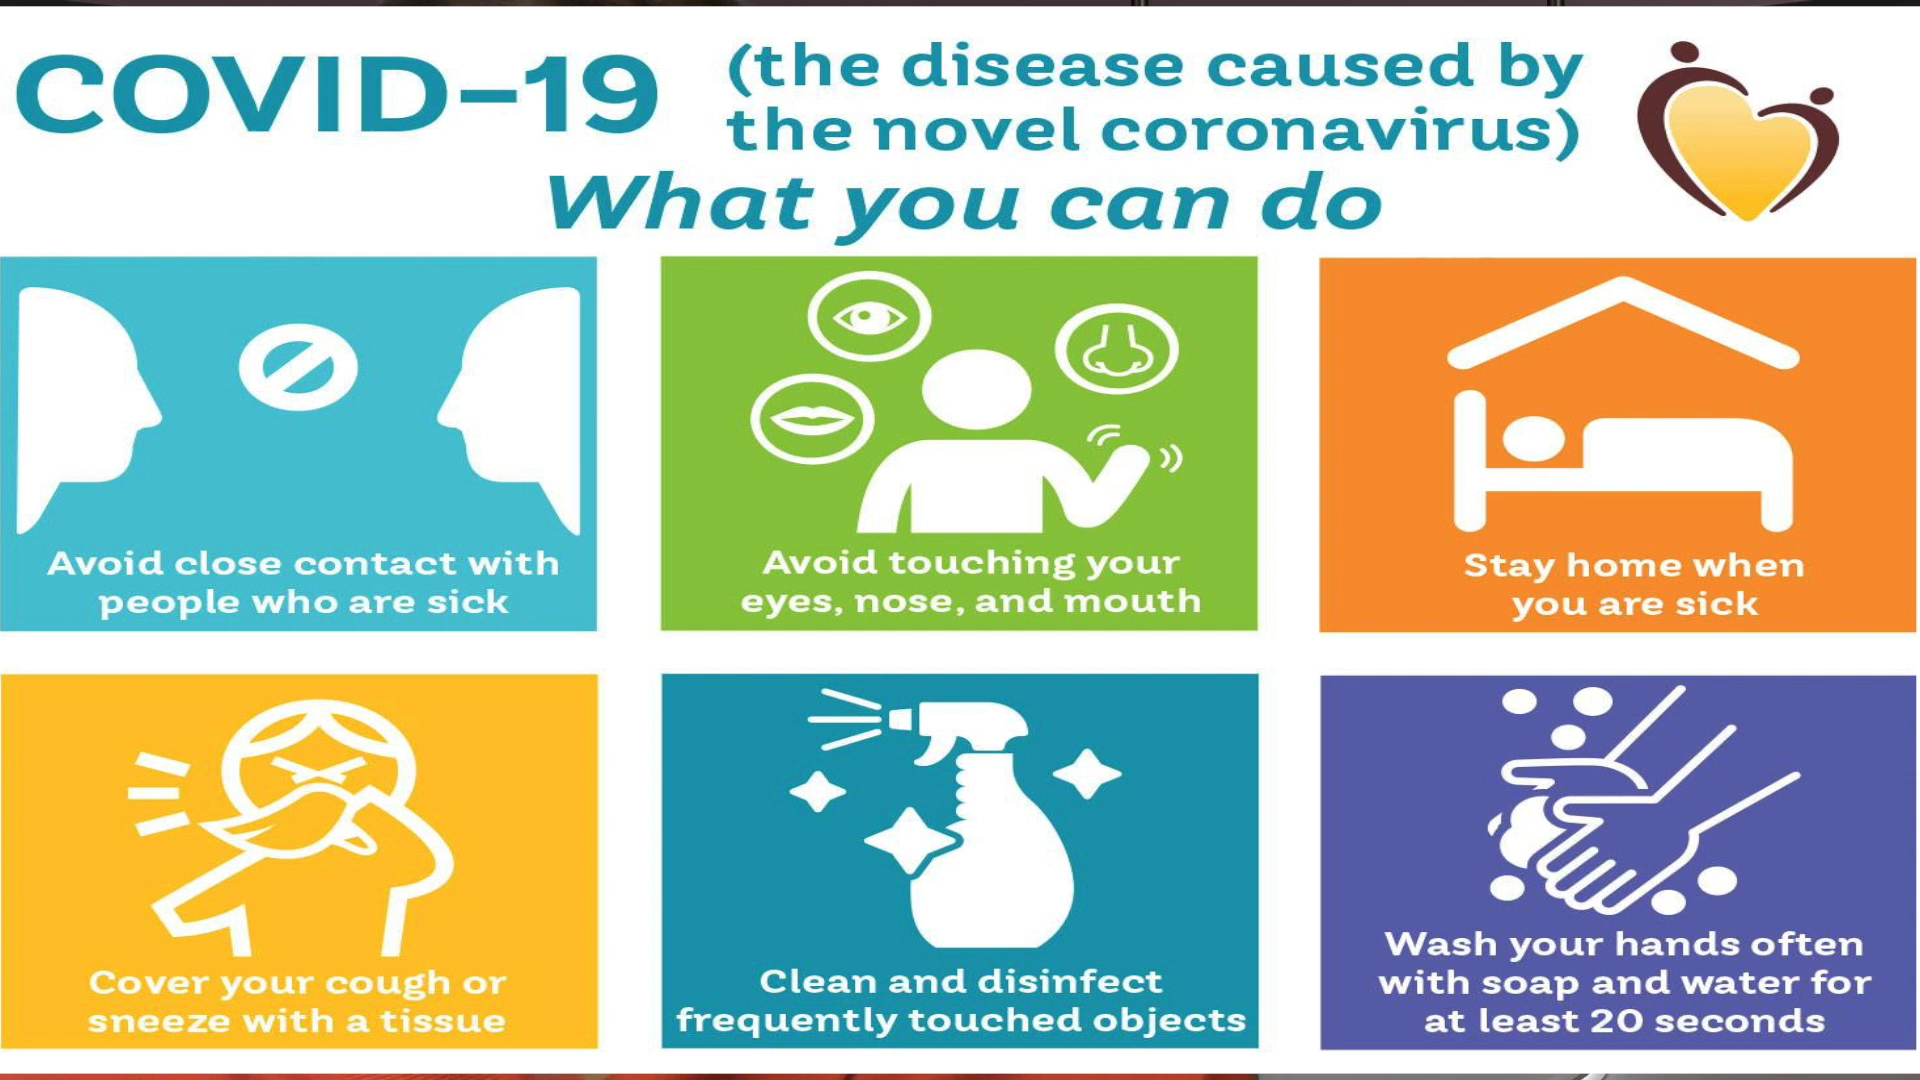 COVID-19
(the disease caused by
the novel coronavirus)
What you can do
Avoid close contact with
people who are sick
Avoid touching your
eyes, nose, and mouth
Stay home when
you are sick
Cover your cough or
sneeze with a tissue
Clean and disinfect
frequently touched objects
Wash your hands often
with soap and water for
at least 20 seconds